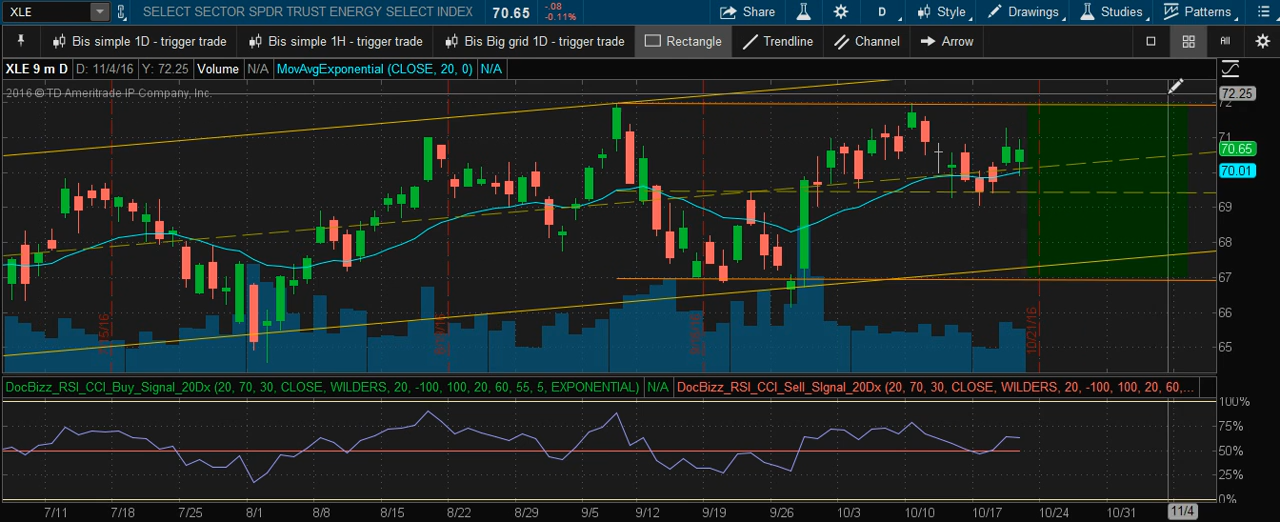 XLE SELECT SECTOR SPDR TRUST ENERGY SELECT INDEX 70.65 -.08 -0.11% Share D Style Drawings Studies Patterns
Bis simple 1D - trigger trade Bis simple 1H - trigger trade Bis Big grid 1D - trigger trade Rectangle Trendline Channel Arrow All
XLE 9 m D D: 11/4/16 Y: 72.25 Volume N/A MovAvgExponential (CLOSE, 20, 0) N/A
2016 © TD Ameritrade IP Company, Inc.
72.25
72
71
70.65
70.01
69
68
67
66
65
10/21/16
DocBizz_RSI_CCI_Buy_Signal_20Dx (20, 70, 30, CLOSE, WILDERS, 20, -100, 100, 20, 60, 55, 5, EXPONENTIAL) N/A DocBizz_RSI_CCI_Sell_SIgnal_20Dx (20, 70, 30, CLOSE, WILDERS, 20, -100, 100, 20, 60,...
100%
75%
50%
25%
0%
7/11 7/18 7/25 8/1 8/8 8/15 8/22 8/29 9/5 9/12 9/19 9/26 10/3 10/10 10/17 10/24 10/31 11/4